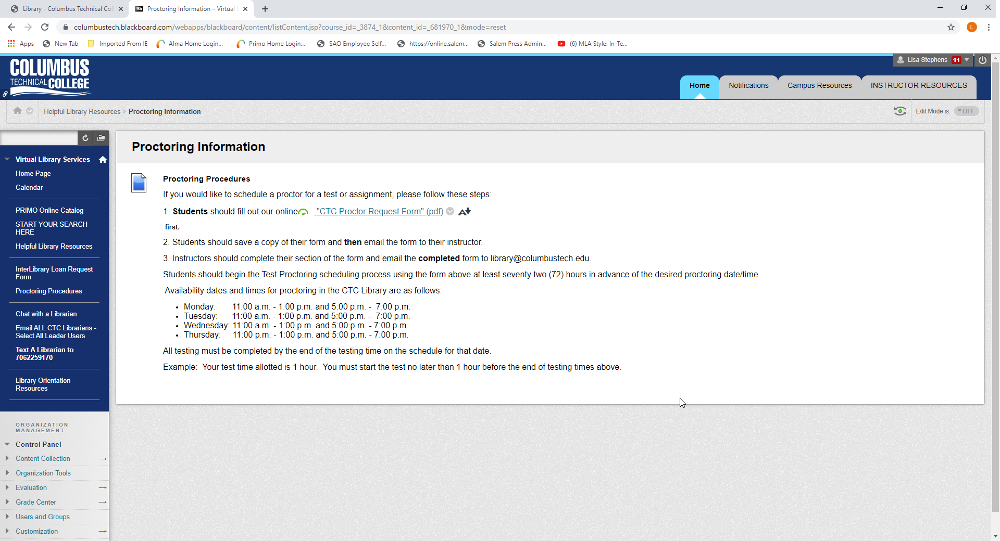 Library - Columbus Technical Col
Proctoring Information – Virtual
columbustech.blackboard.com/webapps/blackboard/content/listContent.jsp?course_id=_3874_1&content_id=_681970_1&mode=reset
L
Apps
New Tab
Imported From IE
Alma Home Login...
Primo Home Login...
SAO Employee Self...
https://online.salem...
Salem Press Admin...
(6) MLA Style: In-Te...
COLUMBUS
TECHNICAL COLLEGE
Lisa Stephens 11
Home
Notifications
Campus Resources
INSTRUCTOR RESOURCES
Helpful Library Resources > Proctoring Information
Edit Mode is: OFF
Virtual Library Services
Home Page
Calendar
PRIMO Online Catalog
START YOUR SEARCH
HERE
Helpful Library Resources
InterLibrary Loan Request
Form
Proctoring Procedures
Chat with a Librarian
Email ALL CTC Librarians -
Select All Leader Users
Text A Librarian to
7062259170
Library Orientation
Resources
ORGANIZATION
MANAGEMENT
Control Panel
Content Collection
Organization Tools
Evaluation
Grade Center
Users and Groups
Customization
Proctoring Information
Proctoring Procedures
If you would like to schedule a proctor for a test or assignment, please follow these steps:
1. Students should fill out our online "CTC Proctor Request Form" (pdf)
first.
2. Students should save a copy of their form and then email the form to their instructor.
3. Instructors should complete their section of the form and email the completed form to library@columbustech.edu.
Students should begin the Test Proctoring scheduling process using the form above at least seventy two (72) hours in advance of the desired proctoring date/time.
Availability dates and times for proctoring in the CTC Library are as follows:
• Monday: 11:00 a.m. - 1:00 p.m. and 5:00 p.m. - 7:00 p.m.
• Tuesday: 11:00 a.m. - 1:00 p.m. and 5:00 p.m. - 7:00 p.m.
• Wednesday: 11:00 a.m. - 1:00 p.m. and 5:00 p.m. - 7:00 p.m.
• Thursday: 11:00 p.m. - 1:00 p.m. and 5:00 p.m. - 7:00 p.m.
All testing must be completed by the end of the testing time on the schedule for that date.
Example: Your test time allotted is 1 hour. You must start the test no later than 1 hour before the end of testing times above.